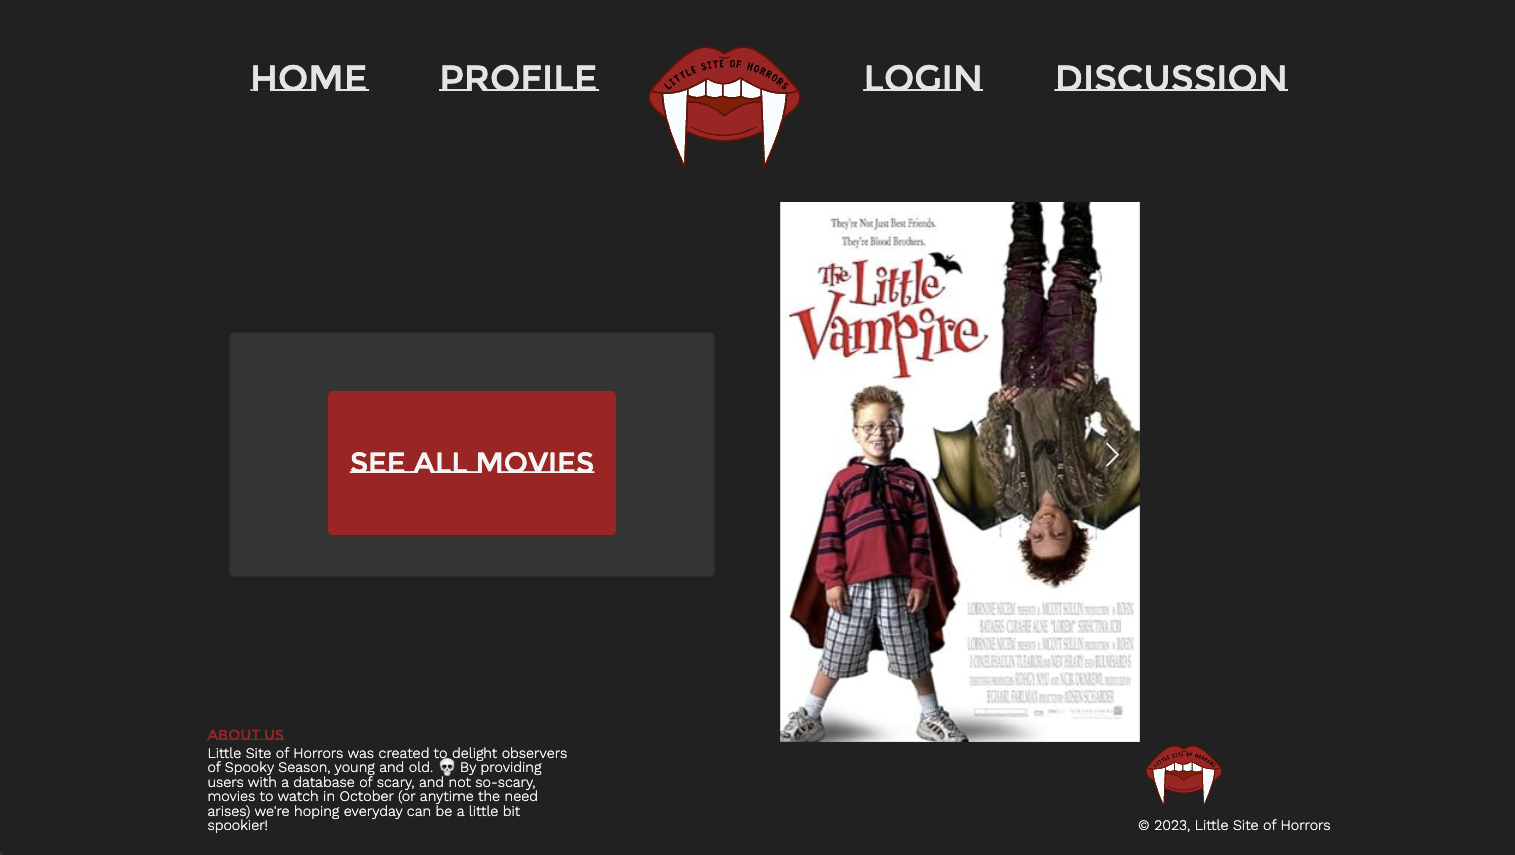 HOME
PROFILE
LITTLE SITE OF HORRORS
LOGIN
DISCUSSION
They're Not Just Best Friends.
They're Blood Brothers.
The Little
Vampire
SEE ALL MOVIES
ABOUT US
Little Site of Horrors was created to delight observers
of Spooky Season, young and old. 💀 By providing
users with a database of scary, and not so-scary,
movies to watch in October (or anytime the need
arises) we're hoping everyday can be a little bit
spookier!
LITTLE SITE OF HORRORS
© 2023, Little Site of Horrors